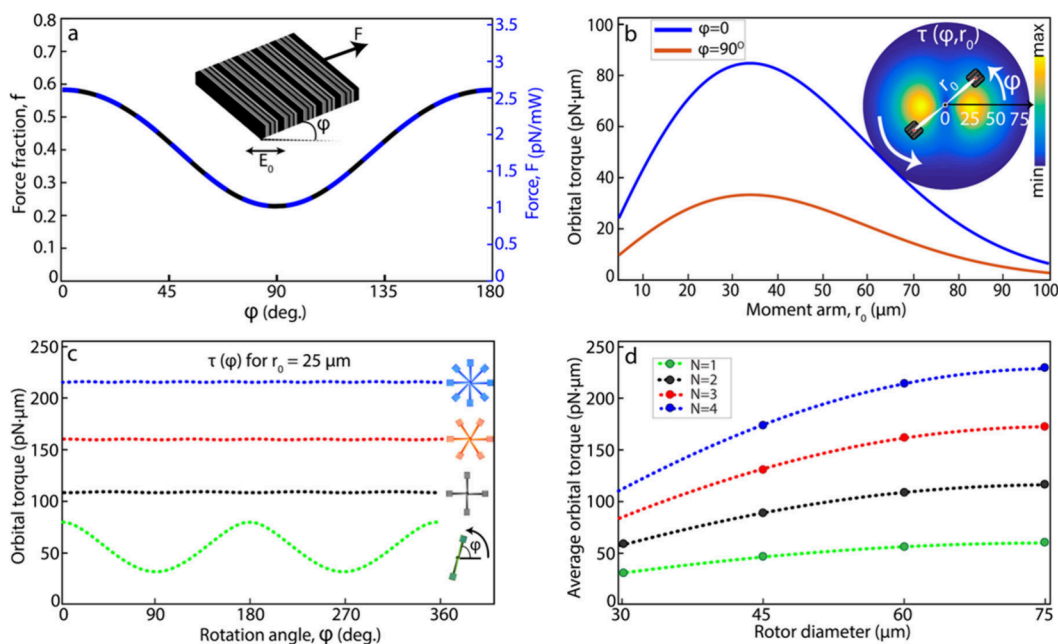 a
0.8
0.7
0.6
0.5
0.4
0.3
0.2
0.1
0
Force fraction, f
3.5
3
2.5
2
1.5
1
0.5
0
Force, F (pN/mW)
F
φ
E0
0
45
90
135
180
φ (deg.)
b
100
80
60
40
20
0
Orbital torque (pN·μm)
φ=0
φ=90°
τ (φ,r0)
r0
φ
0 25 50 75
max
min
10
20
30
40
50
60
70
80
90
100
Moment arm, r0 (μm)
c
250
200
150
100
50
0
Orbital torque (pN·μm)
τ (φ) for r0 = 25 μm
φ
0
90
180
270
360
Rotation angle, φ (deg.)
d
250
200
150
100
50
0
Average orbital torque (pN·μm)
N=1
N=2
N=3
N=4
30
45
60
75
Rotor diameter (μm)